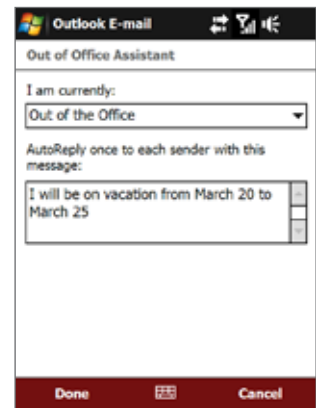 Outlook E-mail
Out of Office Assistant
I am currently:
Out of the Office
AutoReply once to each sender with this
message:
I will be on vacation from March 20 to
March 25
Done Cancel